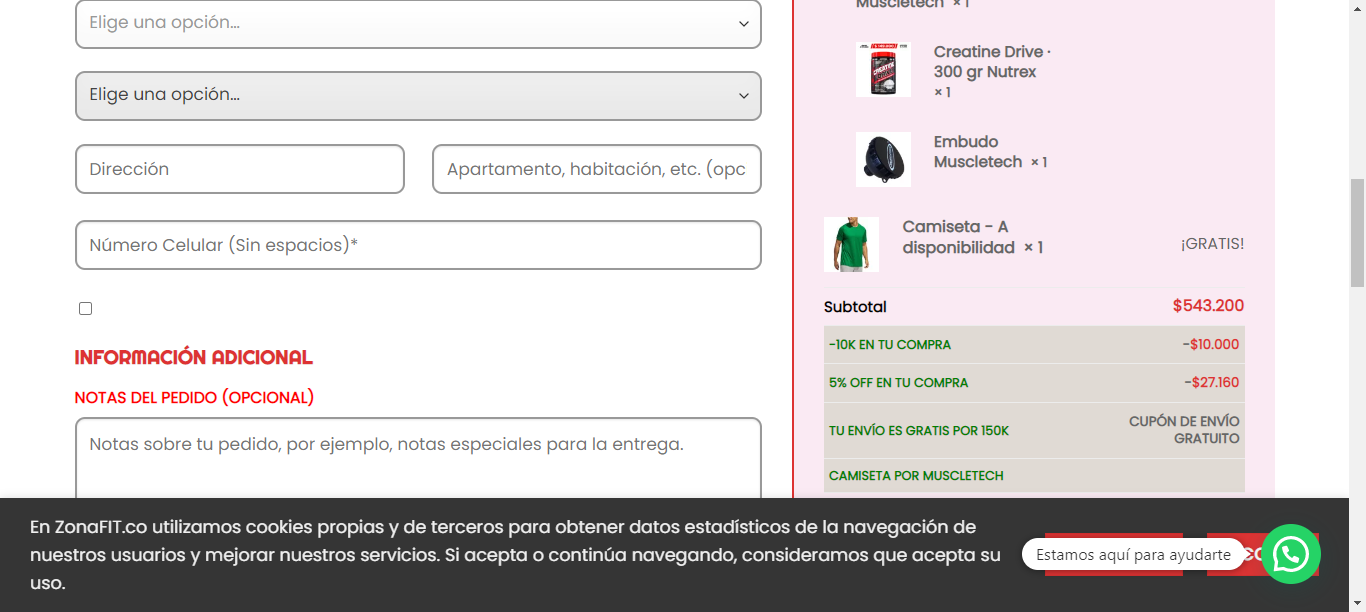 Elige una opción...
Elige una opción...
Dirección
Apartamento, habitación, etc. (opc
Número Celular (Sin espacios)*
INFORMACIÓN ADICIONAL
NOTAS DEL PEDIDO (OPCIONAL)
Notas sobre tu pedido, por ejemplo, notas especiales para la entrega.
Muscletech × 1
Creatine Drive ·
300 gr Nutrex
× 1
Embudo
Muscletech × 1
Camiseta - A
disponibilidad × 1
¡GRATIS!
Subtotal $543.200
-10K EN TU COMPRA -$10.000
5% OFF EN TU COMPRA -$27.160
TU ENVÍO ES GRATIS POR 150K
CUPÓN DE ENVÍO
GRATUITO
CAMISETA POR MUSCLETECH
En ZonaFIT.co utilizamos cookies propias y de terceros para obtener datos estadísticos de la navegación de
nuestros usuarios y mejorar nuestros servicios. Si acepta o continúa navegando, consideramos que acepta su
uso.
Estamos aquí para ayudarte